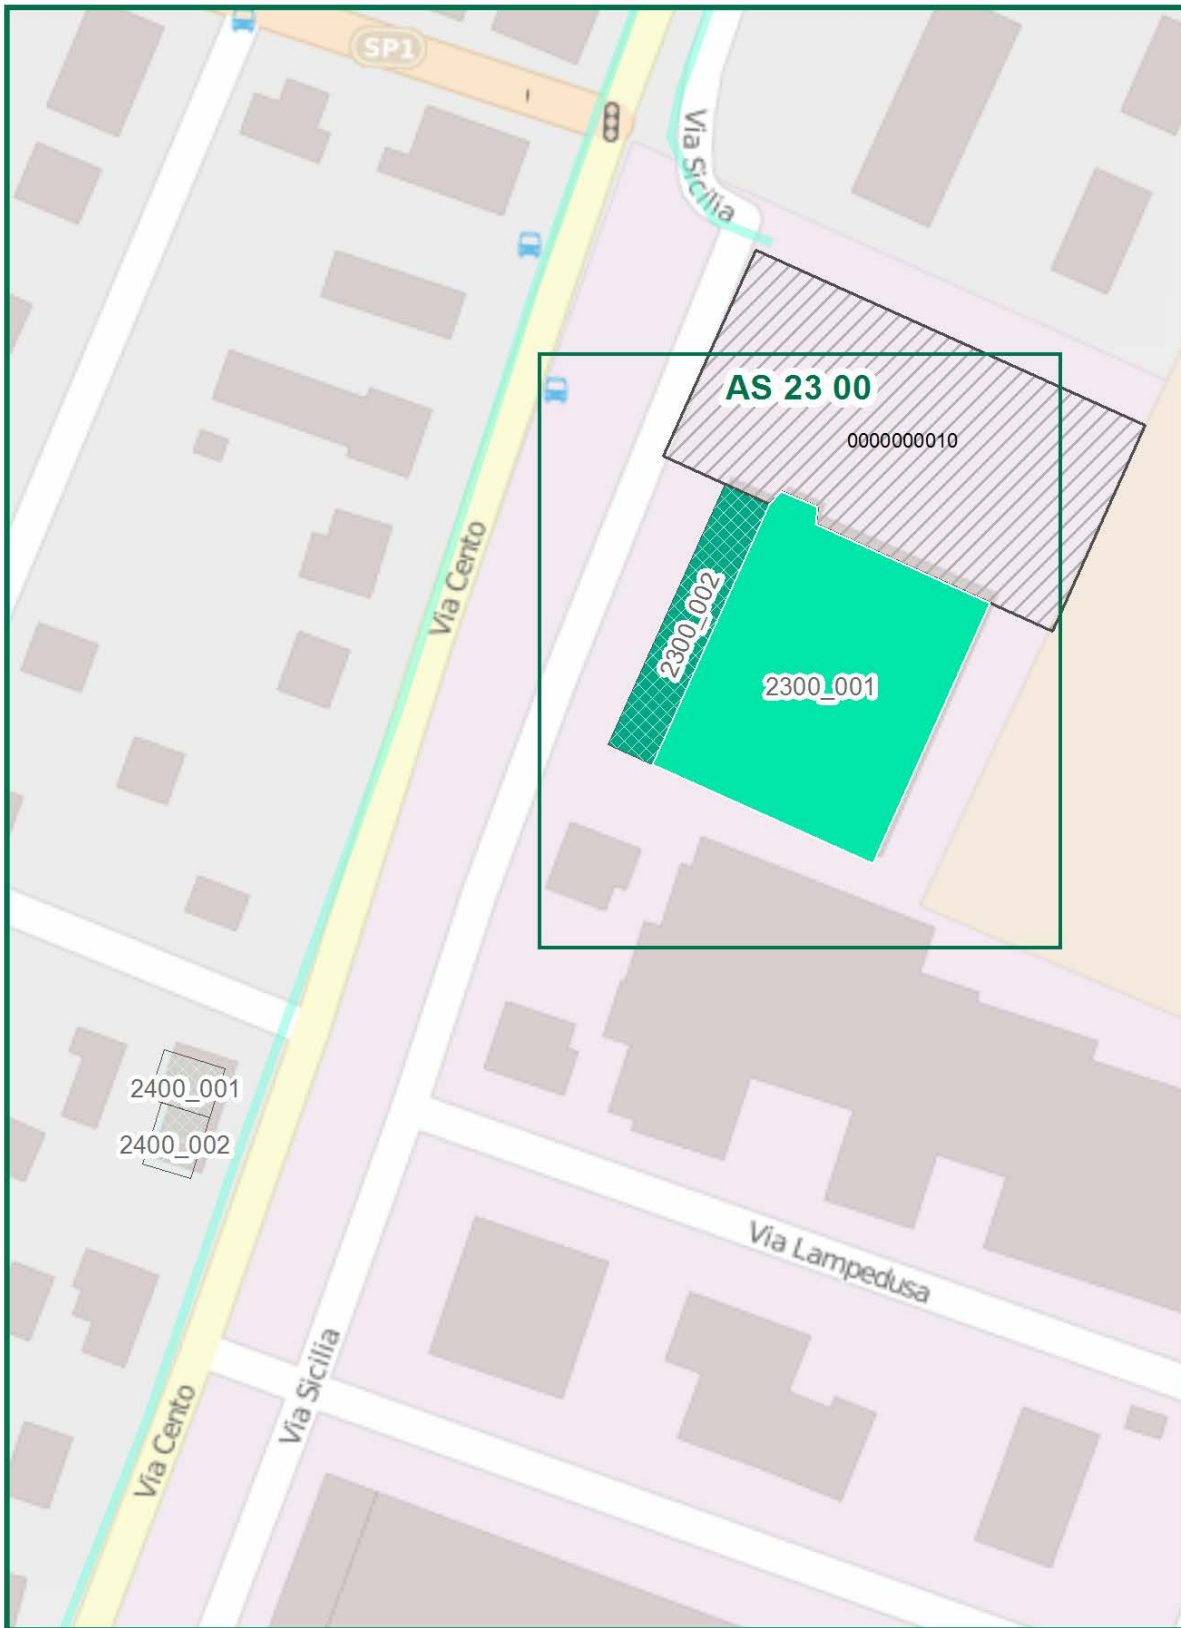 SP1
Via Sicilia
AS 23 00
0000000010
Via Cento
2300_002
2300_001
2400_001
2400_002
Via Lampedusa
Via Sicilia
Via Cento